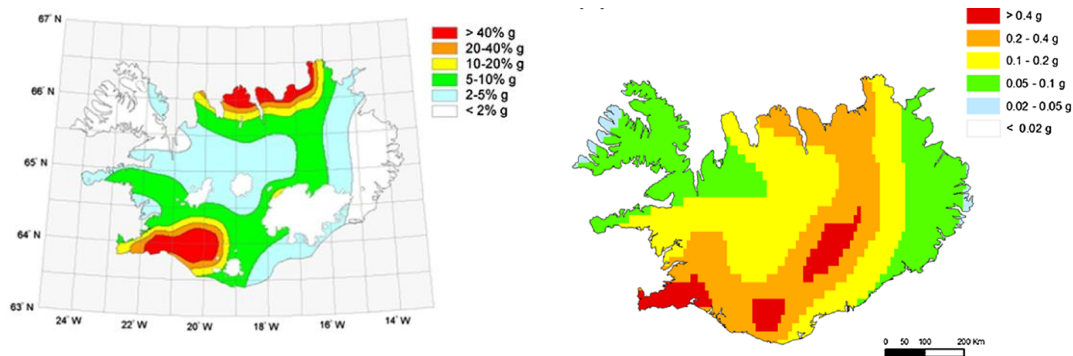 67° N
66° N
65° N
64° N
63° N
24° W
22° W
20° W
18° W
16° W
14° W
> 40% g
20-40% g
10-20% g
5-10% g
2-5% g
< 2% g
> 0.4 g
0.2 - 0.4 g
0.1 - 0.2 g
0.05 - 0.1 g
0.02 - 0.05 g
< 0.02 g
0 50 100 200 Km